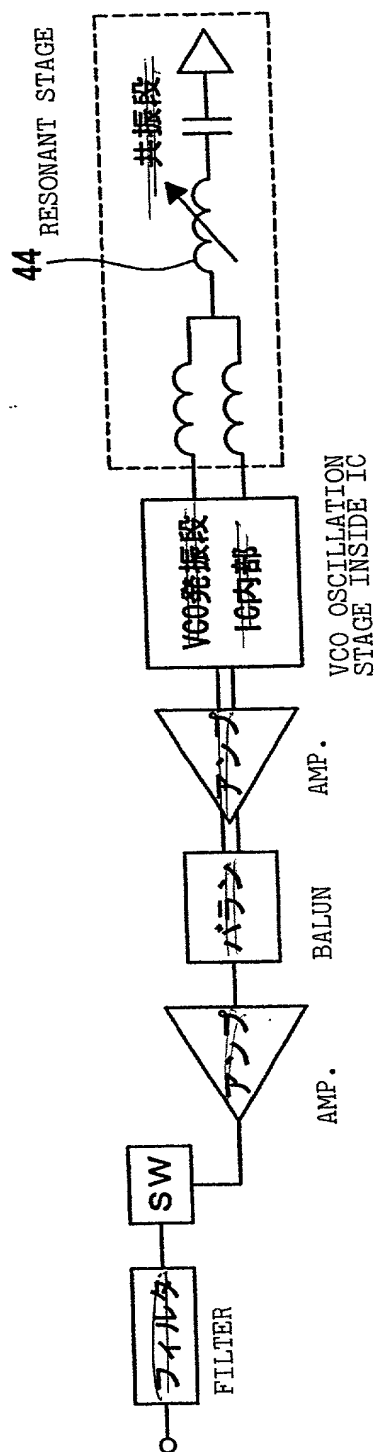 44
RESONANT STAGE
共振段
VCO発振段
IC内部
VCO OSCILLATION
STAGE INSIDE IC
アンプ
AMP.
バラン
BALUN
アンプ
AMP.
SW
フィルタ
FILTER